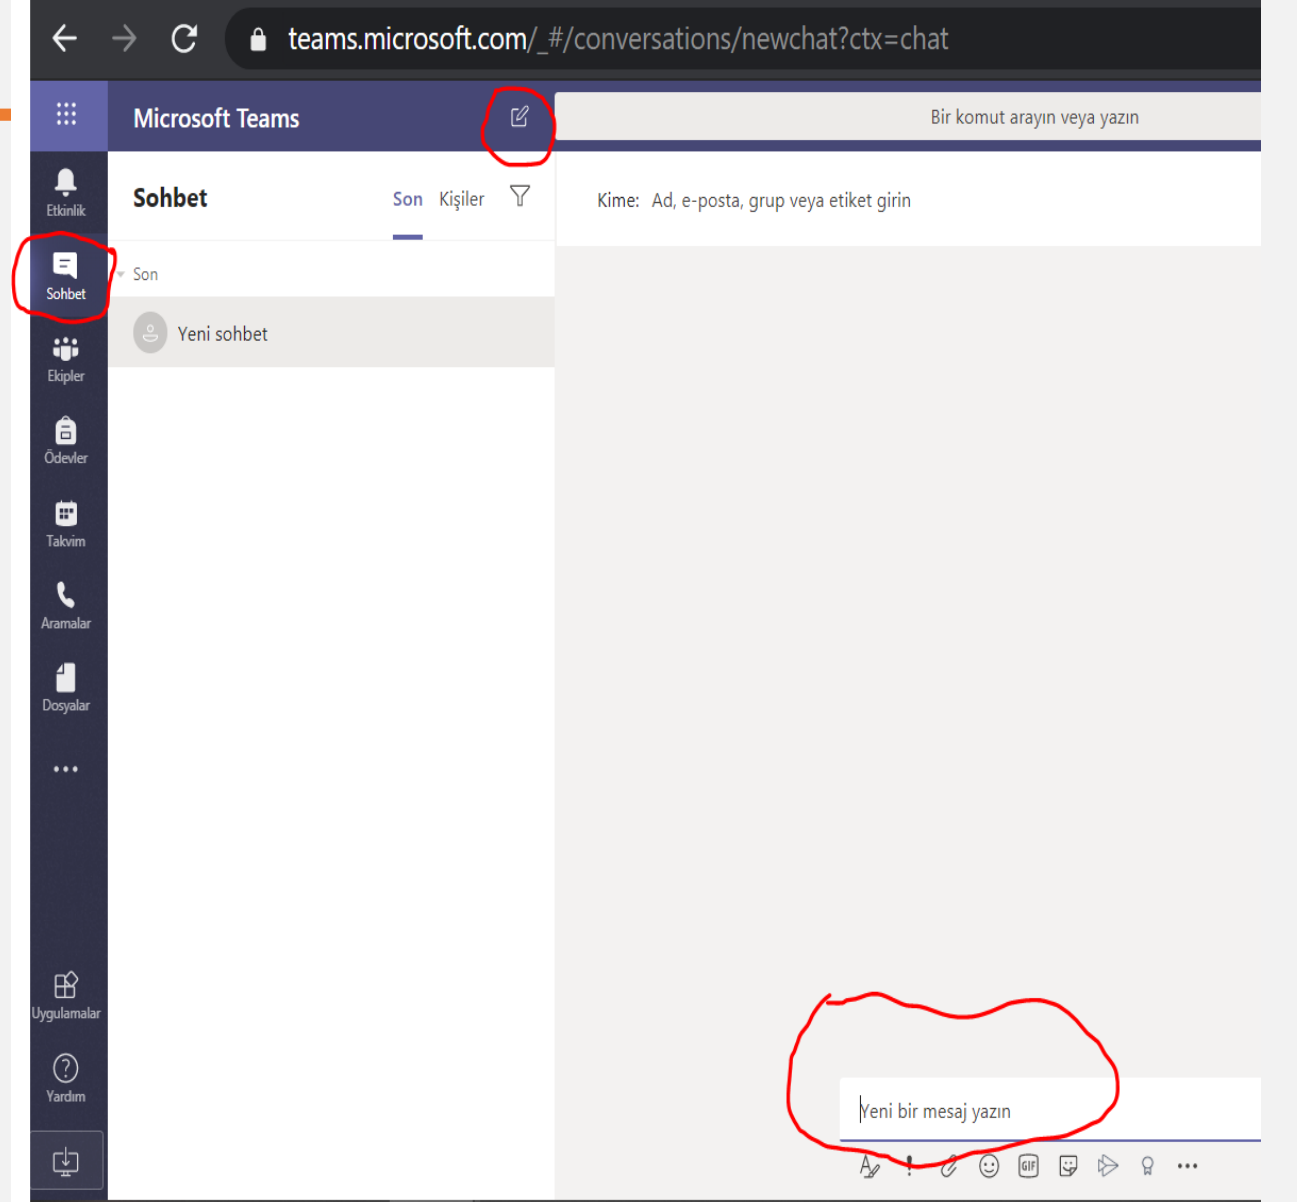 teams.microsoft.com/_#/conversations/newchat?ctx=chat
Microsoft Teams
Bir komut arayın veya yazın
Etkinlik
Sohbet
Ekipler
Ödevler
Takvim
Aramalar
Dosyalar
Uygulamalar
Yardım
Sohbet
Son Kişiler
Son
Yeni sohbet
Kime: Ad, e-posta, grup veya etiket girin
Yeni bir mesaj yazın
GIF